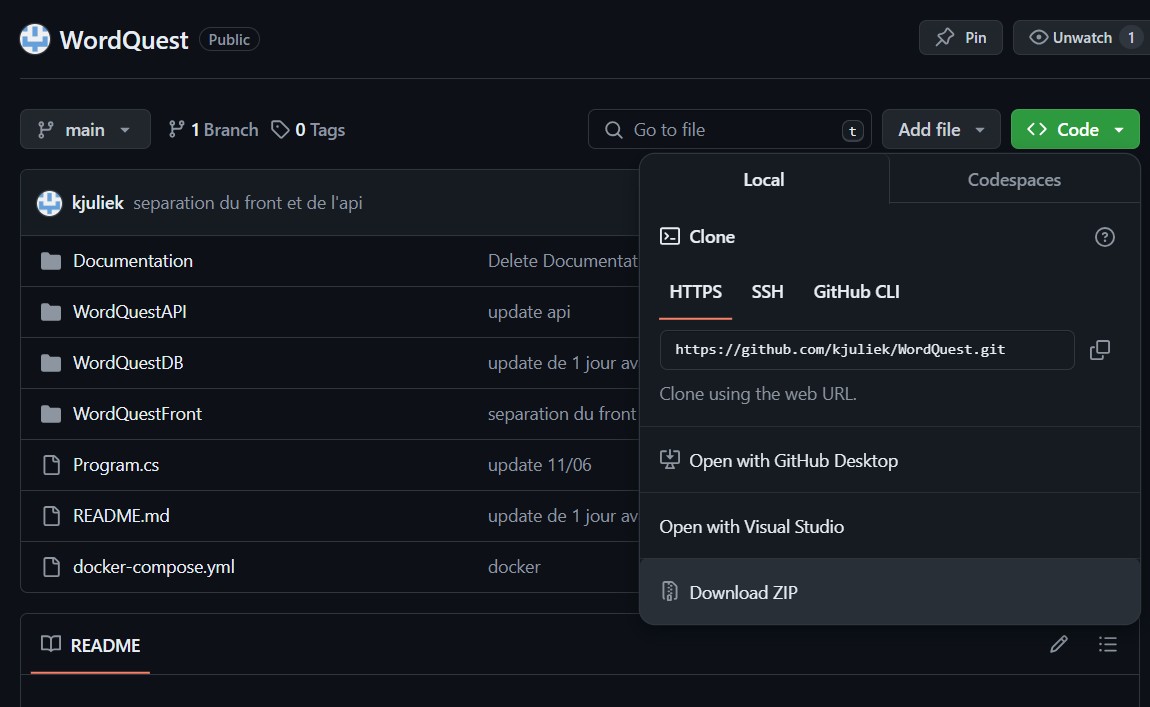 WordQuest Public
Pin
Unwatch 1
main
1 Branch
0 Tags
Go to file t
Add file
Code
kjuliek separation du front et de l'api
Documentation Delete Documentat
WordQuestAPI update api
WordQuestDB update de 1 jour av
WordQuestFront separation du front
Program.cs update 11/06
README.md update de 1 jour av
docker-compose.yml docker
README
Local Codespaces
Clone
HTTPS SSH GitHub CLI
https://github.com/kjuliek/WordQuest.git
Clone using the web URL.
Open with GitHub Desktop
Open with Visual Studio
Download ZIP